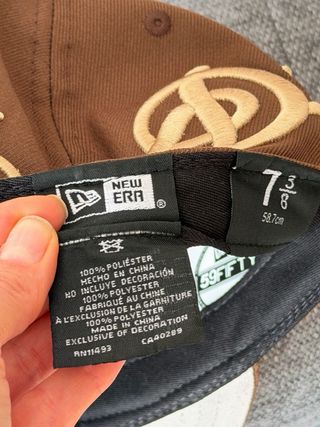 NEW
ERA
®
7 5/8
58.7cm
59FIFTY
100% POLIÉSTER
HECHO EN CHINA
NO INCLUYE DECORACIÓN
100% POLYESTER
FABRIQUÉ AU CHINE
À L'EXCLUSION DE LA GARNITURE
100% POLYESTER
MADE IN CHINA
EXCLUSIVE OF DECORATION
RN11493 CA40289